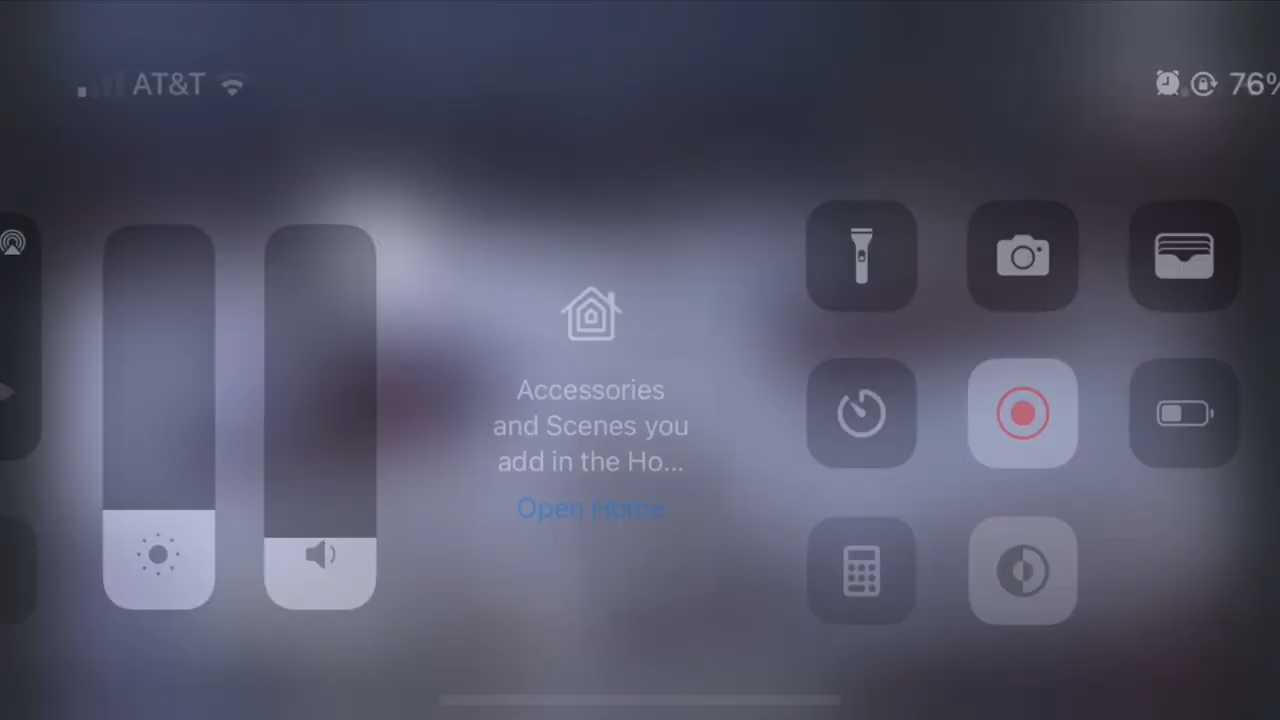 AT&T
76%
Accessories
and Scenes you
add in the Ho...
Open Home